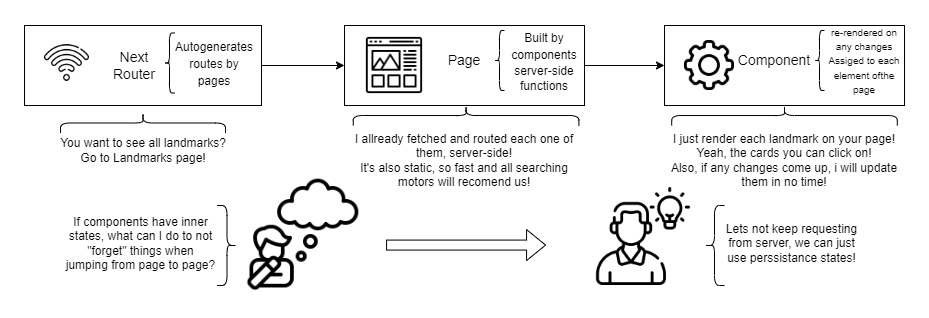 Next
Router
Autogenerates
routes by
pages
Page
Built by
components
server-side
functions
Component
re-rendered on
any changes
Assiged to each
element ofthe
page
You want to see all landmarks?
Go to Landmarks page!
I allready fetched and routed each one of
them, server-side!
It's also static, so fast and all searching
motors will recomend us!
I just render each landmark on your page!
Yeah, the cards you can click on!
Also, if any changes come up, i will update
them in no time!
If components have inner
states, what can I do to not
"forget" things when
jumping from page to page?
Lets not keep requesting
from server, we can just
use perssistance states!